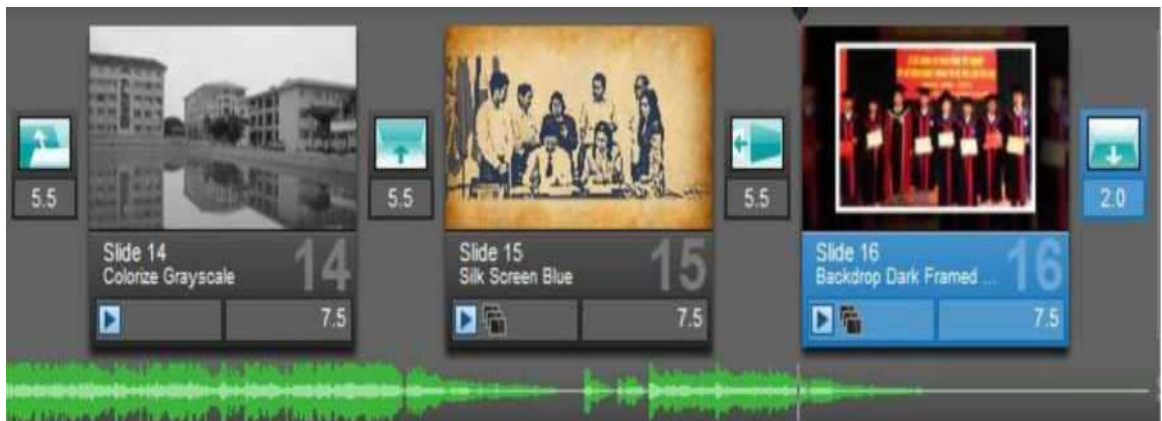 5.5
Slide 14
Colorize Grayscale
14
7.5
5.5
Slide 15
Silk Screen Blue
15
7.5
5.5
Slide 16
Backdrop Dark Framed ...
16
7.5
2.0